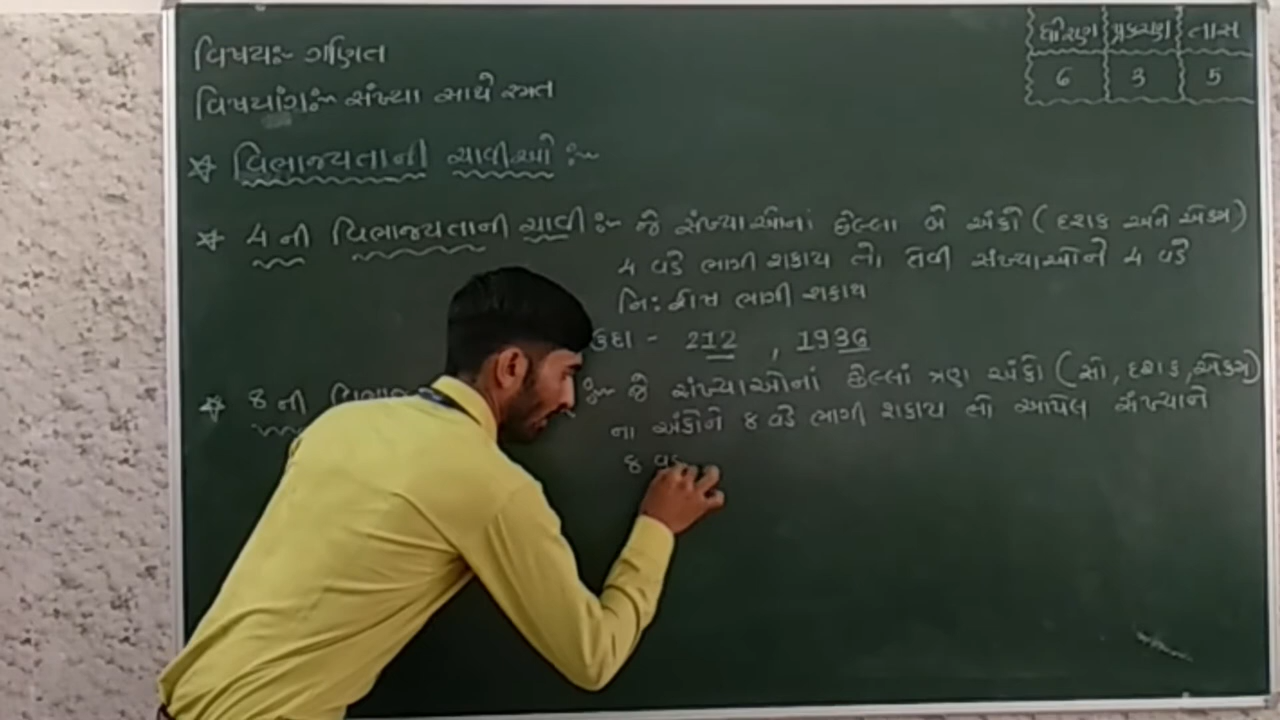 વિષયઃ- ગણિત
વિષયાંગઃ- સંખ્યા સાથે રમત
ધોરણ પ્રકરણ તાસ
6 3 5
* વિભાજ્યતાની ચાવીઓ :-
* 4 ની વિભાજ્યતાની ચાવી :- જે સંખ્યાઓનાં છેલ્લા બે અંકો ( દશક અને એકમ )
4 વડે ભાગી શકાય તો, તેવી સંખ્યાઓને 4 વડે
નિ:શેષ ભાગી શકાય
ઉદા - 212 , 1936
* 8 ની :- જે સંખ્યાઓનાં છેલ્લાં ત્રણ અંકો ( સો, દશક, એકમ )
ના અંકોને 8 વડે ભાગી શકાય તો આપેલ સંખ્યાને
8 વડે